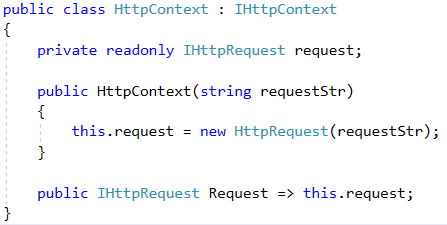 public class HttpContext : IHttpContext
{
    private readonly IHttpRequest request;
    public HttpContext(string requestStr)
    {
        this.request = new HttpRequest(requestStr);
    }
    public IHttpRequest Request => this.request;
}